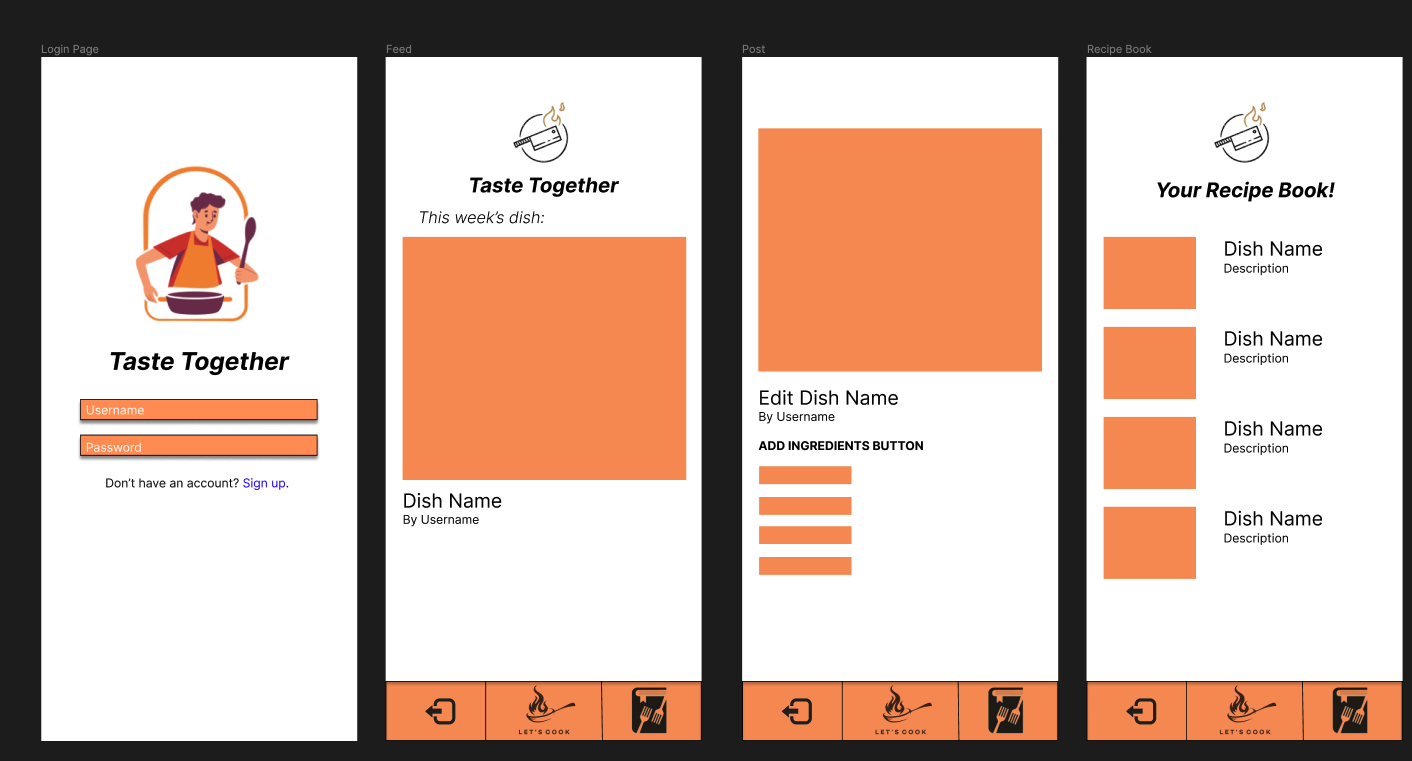 Login Page
Taste Together
Username
Password
Don’t have an account? Sign up.
Feed
Taste Together
This week’s dish:
Dish Name
By Username
LET'S COOK
Post
Edit Dish Name
By Username
ADD INGREDIENTS BUTTON
LET'S COOK
Recipe Book
Your Recipe Book!
Dish Name
Description
Dish Name
Description
Dish Name
Description
Dish Name
Description
LET'S COOK